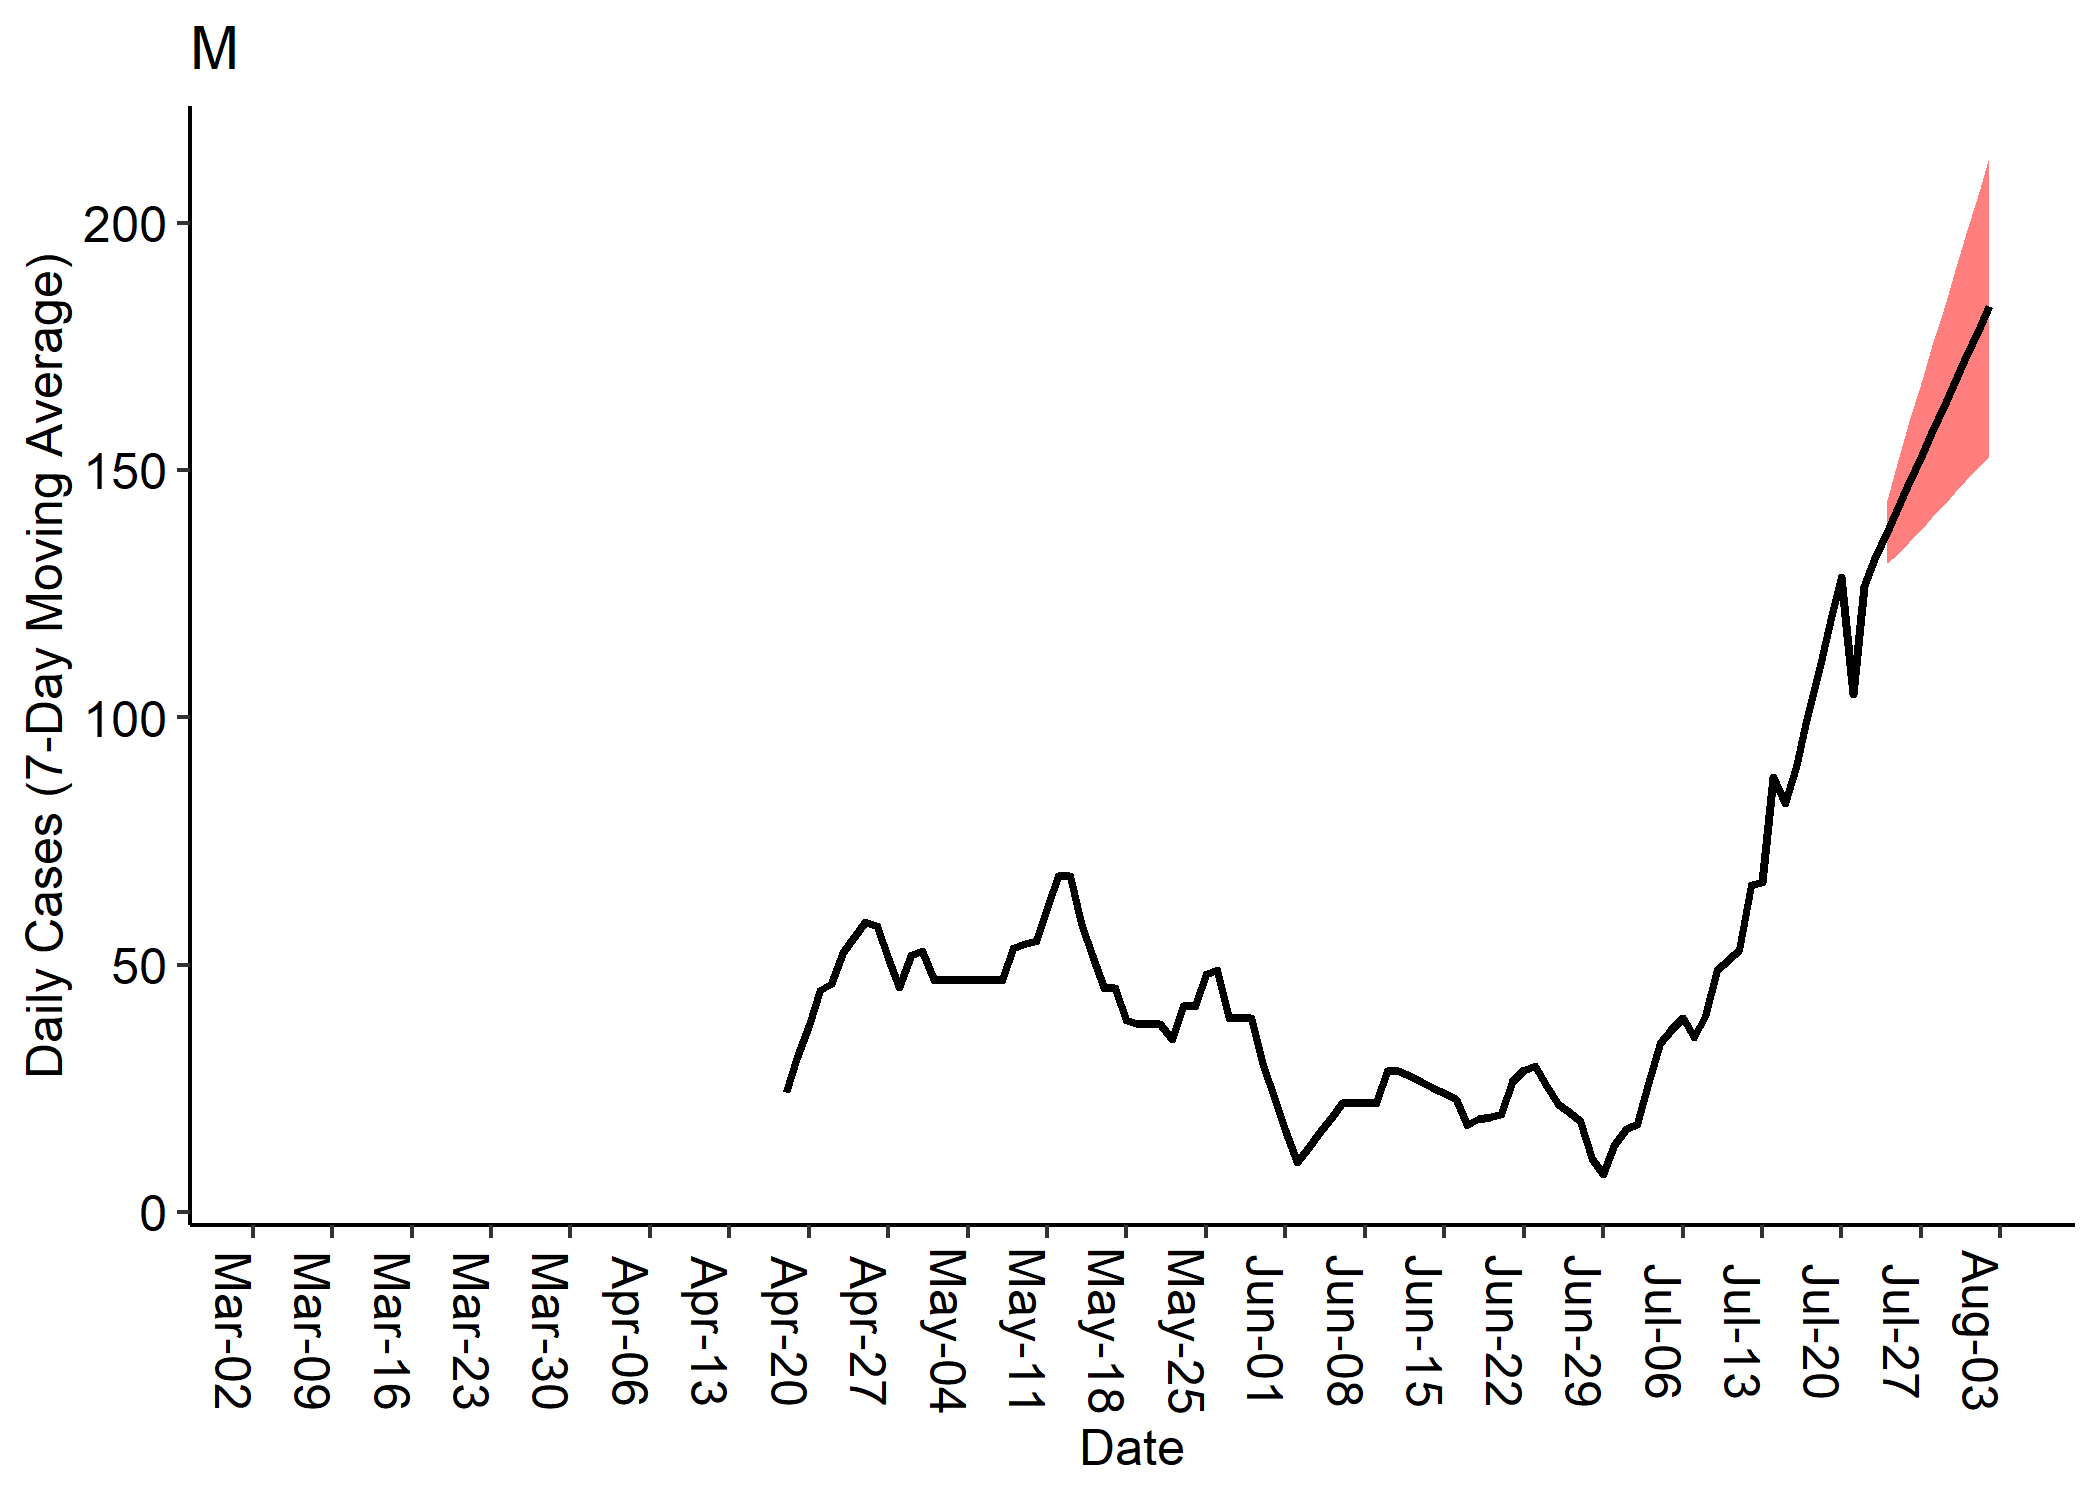 M
Daily Cases (7-Day Moving Average)
200
150
100
50
0
Mar-02
Mar-09
Mar-16
Mar-23
Mar-30
Apr-06
Apr-13
Apr-20
Apr-27
May-04
May-11
May-18
May-25
Jun-01
Jun-08
Jun-15
Jun-22
Jun-29
Jul-06
Jul-13
Jul-20
Jul-27
Aug-03
Date